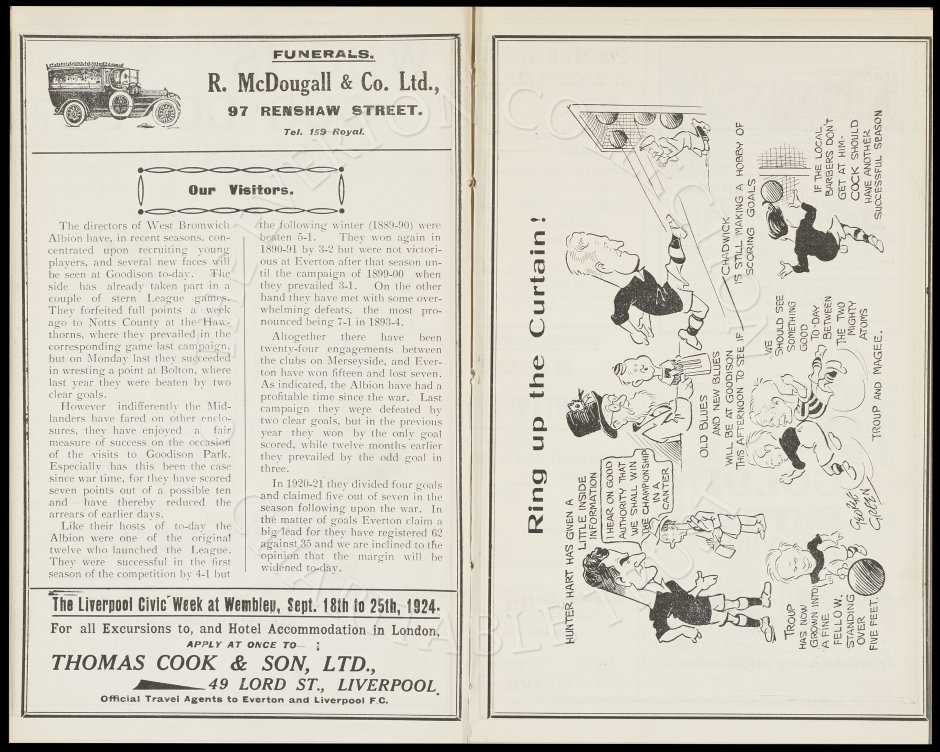 FUNERALS.
R. McDougall & Co. Ltd.,
97 RENSHAW STREET.
Tel. 159 Royal.
Our Visitors.
The directors of West Bromwich
Albion have, in recent seasons, con-
centrated upon recruiting young
players, and several new faces will
be seen at Goodison to-day. The
side has already taken part in a
couple of stern League games.
They forfeited full points a week
ago to Notts County at the Haw-
thorns, where they prevailed in the
corresponding game last campaign,
but on Monday last they succeeded
in wresting a point at Bolton, where
last year they were beaten by two
clear goals.
However indifferently the Mid-
landers have fared on other enclo-
sures, they have enjoyed a fair
measure of success on the occasion
of the visits to Goodison Park.
Especially has this been the case
since war time, for they have scored
seven points out of a possible ten
and have thereby reduced the
arrears of earlier days.
Like their hosts of to-day the
Albion were one of the original
twelve who launched the League.
They were successful in the first
season of the competition by 4-1 but
the following winter (1889-90) were
beaten 5-1. They won again in
1890-91 by 3-2 but were not victori-
ous at Everton after that season un-
til the campaign of 1899-00 when
they prevailed 3-1. On the other
hand they have met with some over-
whelming defeats, the most pro-
nounced being 7-1 in 1893-4.
Altogether there have been
twenty-four engagements between
the clubs on Merseyside, and Ever-
ton have won fifteen and lost seven.
As indicated, the Albion have had a
profitable time since the war. Last
campaign they were defeated by
two clear goals, but in the previous
year they won by the only goal
scored, while twelve months earlier
they prevailed by the odd goal in
three.
In 1920-21 they divided four goals
and claimed five out of seven in the
season following upon the war. In
the matter of goals Everton claim a
big lead for they have registered 62
against 35 and we are inclined to the
opinion that the margin will be
widened to-day.
The Liverpool Civic Week at Wembley, Sept. 18th to 25th, 1924.
For all Excursions to, and Hotel Accommodation in London,
APPLY AT ONCE TO—
THOMAS COOK & SON, LTD.,
49 LORD ST., LIVERPOOL.
Official Travel Agents to Everton and Liverpool F.C.
Ring up the Curtain!
HUNTER HART HAS GIVEN A
LITTLE INSIDE
INFORMATION
I HEAR ON GOOD
AUTHORITY THAT
WE SHALL WIN
THE CHAMPIONSHIP
IN A
CANTER
OLD BLUES
AND NEW BLUES
WILL BE AT GOODISON
THIS AFTERNOON TO SEE IF
CHADWICK
IS STILL MAKING A HOBBY OF
SCORING GOALS
TROUP
HAS NOW
GROWN INTO
A FINE
FELLOW.
STANDING
OVER
FIVE FEET.
GEORGE
GREEN
WE
SHOULD SEE
SOMETHING
GOOD
TO-DAY
BETWEEN
THE TWO
MIGHTY
ATOMS
TROUP AND MAGEE.
IF THE LOCAL
BARBERS DON'T
GET AT HIM-
COCK SHOULD
HAVE ANOTHER
SUCCESSFUL SEASON
EVERTON COLLECTION
CHARITABLE TRUST